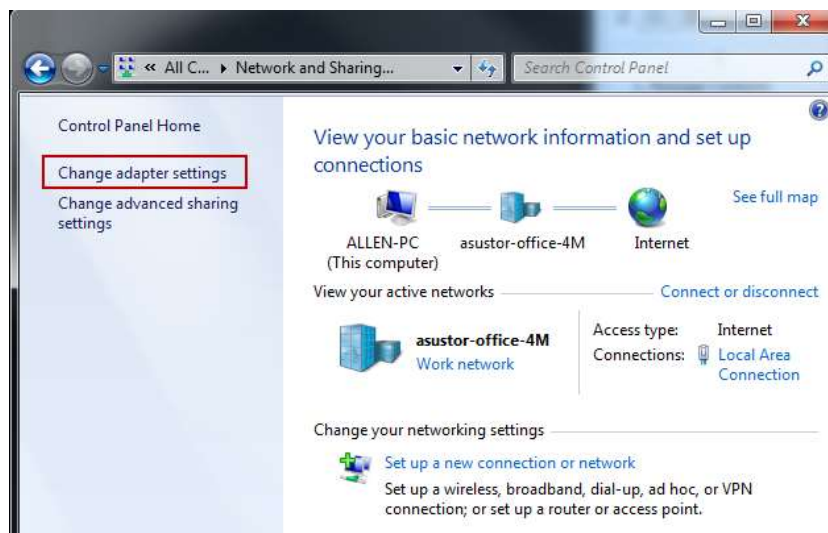 « All C... ▸ Network and Sharing...
Search Control Panel
Control Panel Home
Change adapter settings
Change advanced sharing
settings
View your basic network information and set up
connections
See full map
ALLEN-PC
(This computer)
asustor-office-4M
Internet
View your active networks
Connect or disconnect
asustor-office-4M
Work network
Access type: Internet
Connections: Local Area
Connection
Change your networking settings
Set up a new connection or network
Set up a wireless, broadband, dial-up, ad hoc, or VPN
connection; or set up a router or access point.